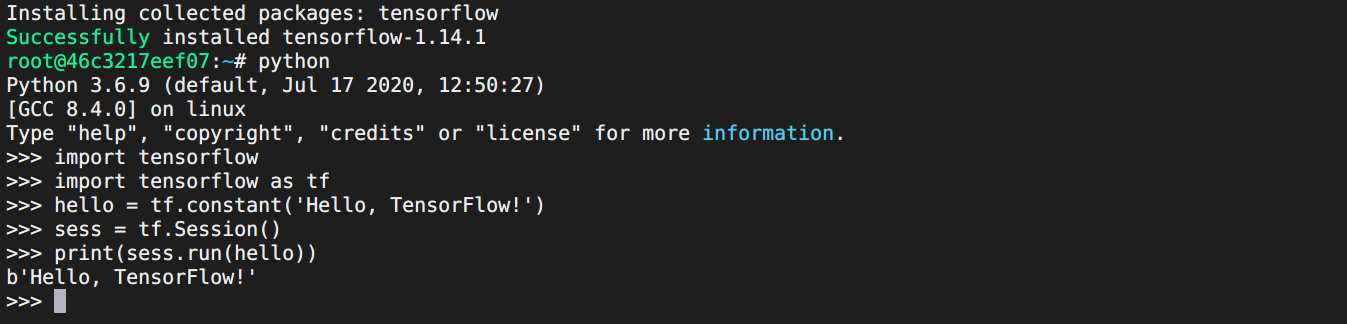 Installing collected packages: tensorflow
Successfully installed tensorflow-1.14.1
root@46c3217eef07:~# python
Python 3.6.9 (default, Jul 17 2020, 12:50:27)
[GCC 8.4.0] on linux
Type "help", "copyright", "credits" or "license" for more information.
>>> import tensorflow
>>> import tensorflow as tf
>>> hello = tf.constant('Hello, TensorFlow!')
>>> sess = tf.Session()
>>> print(sess.run(hello))
b'Hello, TensorFlow!'
>>>